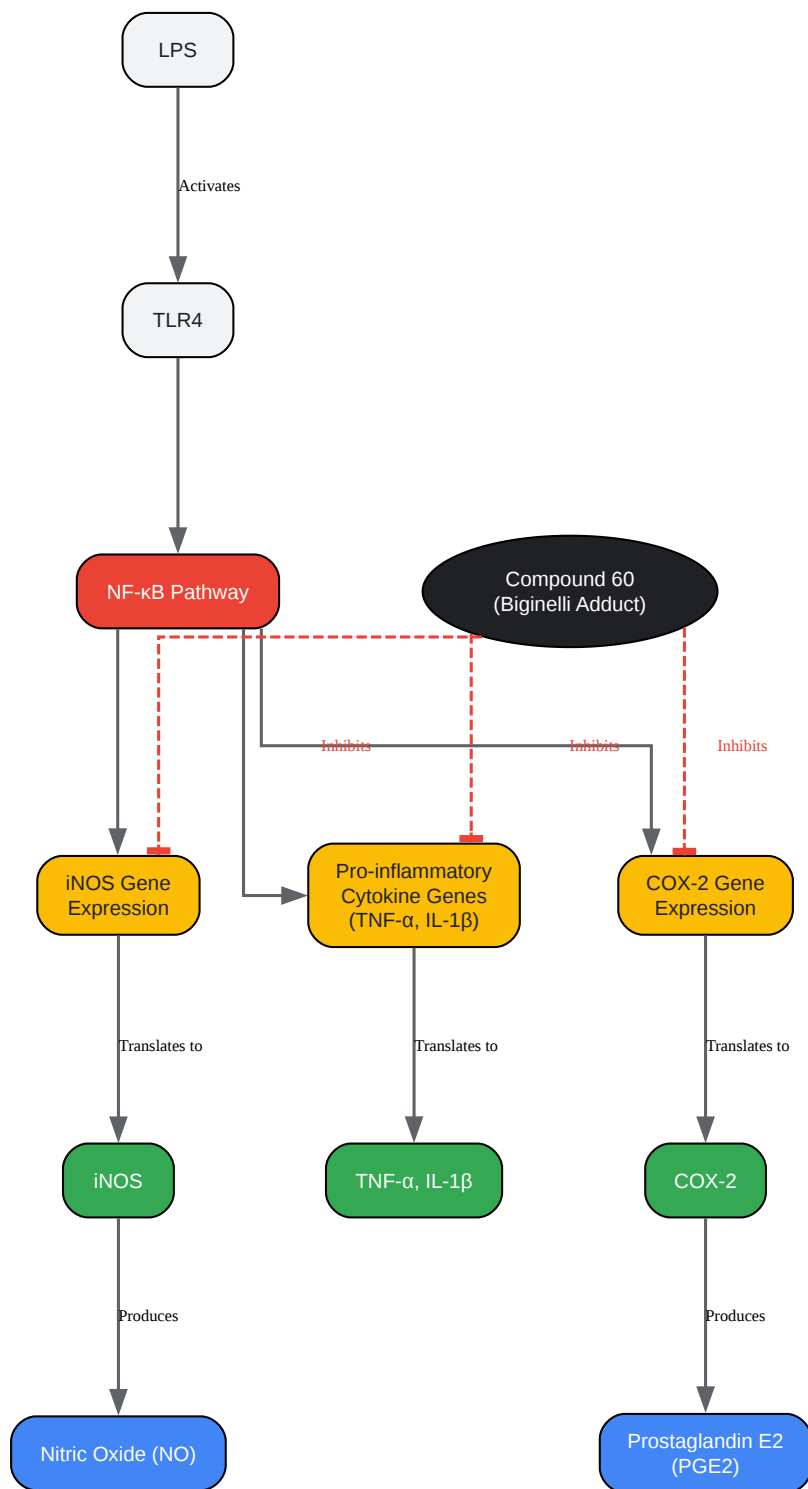 LPS
Activates
TLR4
NF-κB Pathway
Compound 60
(Biginelli Adduct)
Inhibits
Inhibits
Inhibits
iNOS Gene
Expression
Pro-inflammatory
Cytokine Genes
(TNF-α, IL-1β)
COX-2 Gene
Expression
Translates to
Translates to
Translates to
iNOS
TNF-α, IL-1β
COX-2
Produces
Produces
Nitric Oxide (NO)
Prostaglandin E2
(PGE2)